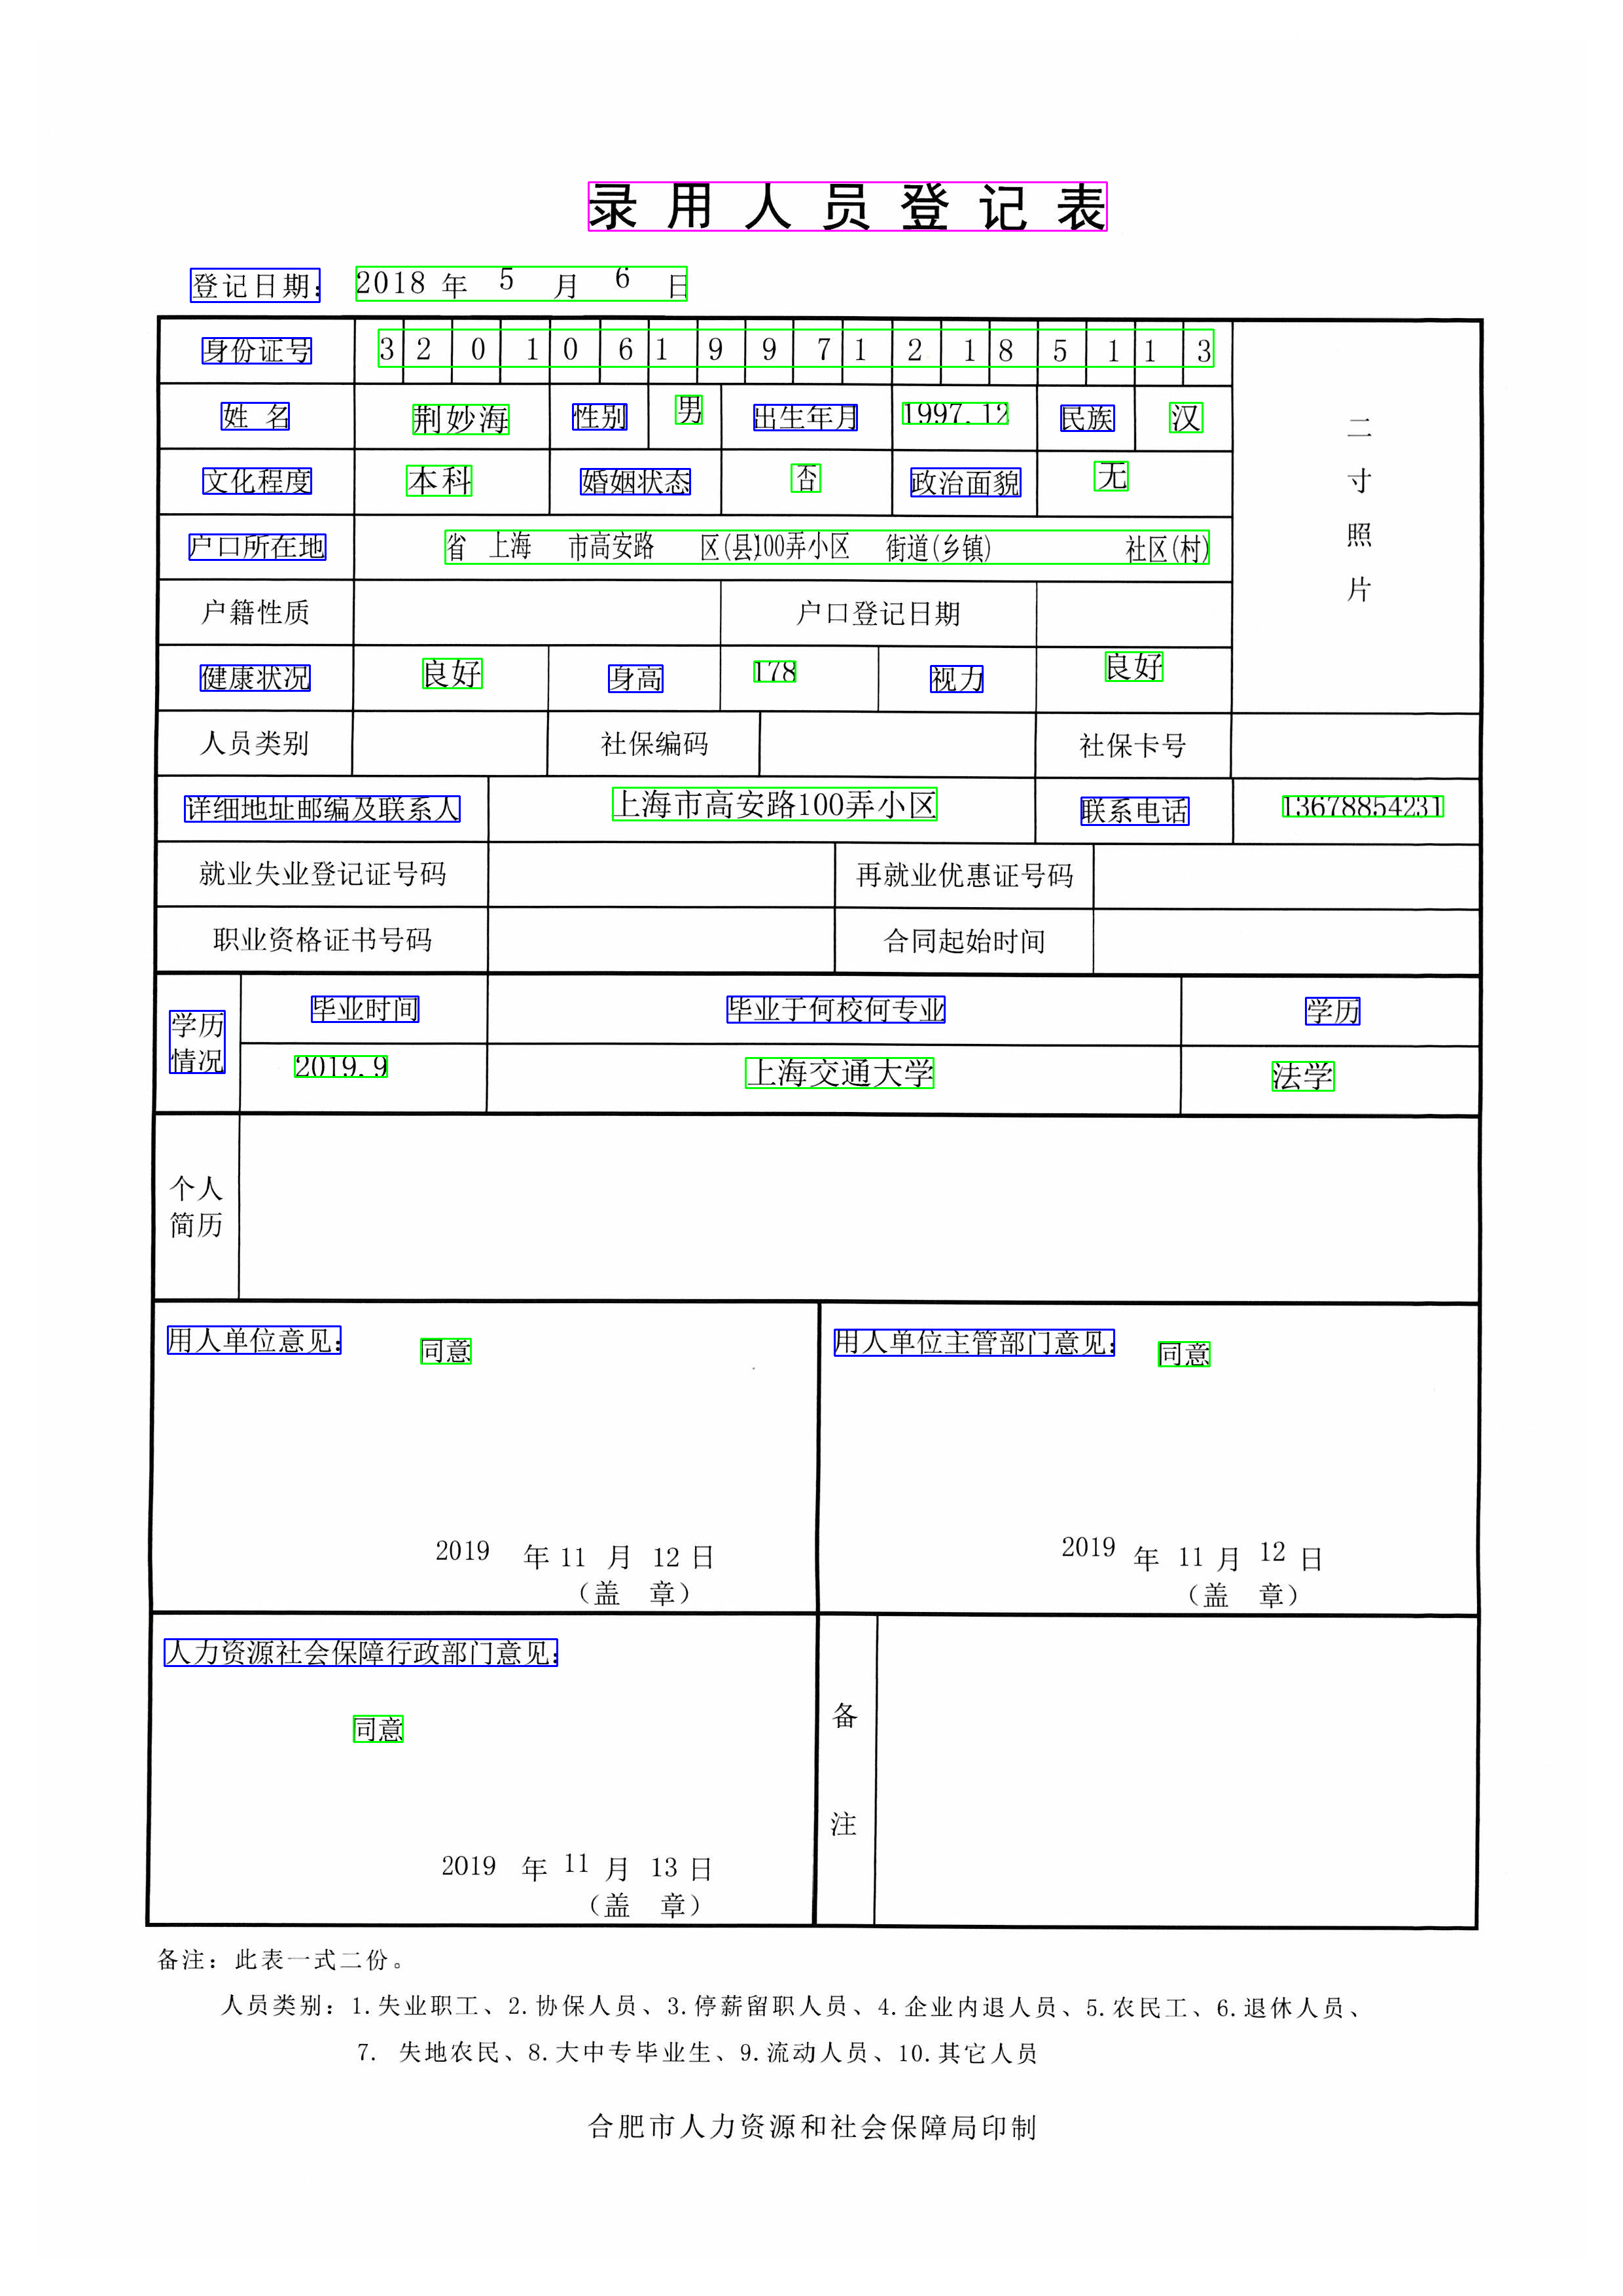 录用人员登记表
登记日期: 2018 年 5 月 6 日
身份证号 3 2 0 1 0 6 1 9 9 7 1 2 1 8 5 1 1 3
姓 名 荆妙海 性别 男 出生年月 1997.12 民族 汉
二寸照片
文化程度 本科 婚姻状态 否 政治面貌 无
户口所在地 省 上海 市高安路 区(县)100弄小区 街道(乡镇) 社区(村)
户籍性质 户口登记日期
健康状况 良好 身高 178 视力 良好
人员类别 社保编码 社保卡号
详细地址邮编及联系人 上海市高安路100弄小区 联系电话 13678854231
就业失业登记证号码 再就业优惠证号码
职业资格证书号码 合同起始时间
学历情况 毕业时间 毕业于何校何专业 学历
2019.9 上海交通大学 法学
个人
简历
用人单位意见: 同意 用人单位主管部门意见: 同意
2019 年 11 月 12 日 2019 年 11 月 12 日
(盖 章) (盖 章)
人力资源社会保障行政部门意见:
同意
2019 年 11 月 13 日
(盖 章)
备
注
备注: 此表一式二份。
人员类别: 1.失业职工、2.协保人员、3.停薪留职人员、4.企业内退人员、5.农民工、6.退休人员、
7. 失地农民、8.大中专毕业生、9.流动人员、10.其它人员
合肥市人力资源和社会保障局印制